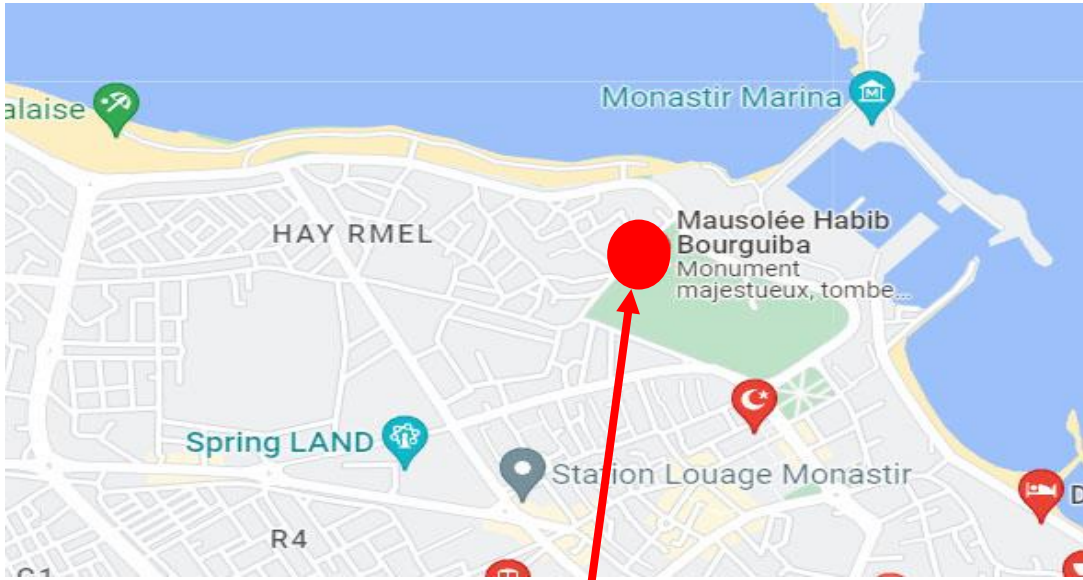 alaise
Monastir Marina
HAY RMEL
Mausolée Habib
Bourguiba
Monument
majestueux, tombe...
Spring LAND
Station Louage Monastir
D
R4